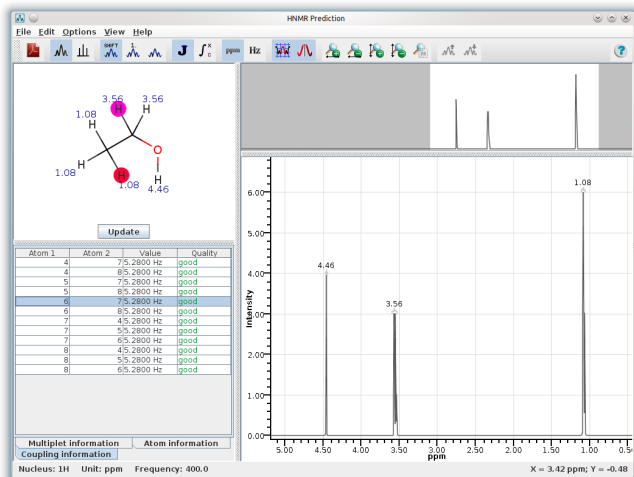 HNMR Prediction
File Edit Options View Help
SHIFT
1.
J
ppm
Hz
?
3.56 3.56
H H
1.08
H
O
H
1.08
H
1.08
H
4.46
Update
Atom 1 Atom 2 Value Quality
4 7 5.2800 Hz good
4 8 5.2800 Hz good
5 7 5.2800 Hz good
5 8 5.2800 Hz good
6 7 5.2800 Hz good
6 8 5.2800 Hz good
7 4 5.2800 Hz good
7 5 5.2800 Hz good
7 6 5.2800 Hz good
8 4 5.2800 Hz good
8 5 5.2800 Hz good
8 6 5.2800 Hz good
Multiplet information Atom information
Coupling information
Intensity
6.00
5.00
4.00
3.00
2.00
1.00
0.00
4.46
3.56
1.08
5.00 4.50 4.00 3.50 3.00 2.50 2.00 1.50 1.00 0.5
ppm
Nucleus: 1H Unit: ppm Frequency: 400.0
X = 3.42 ppm; Y = -0.48